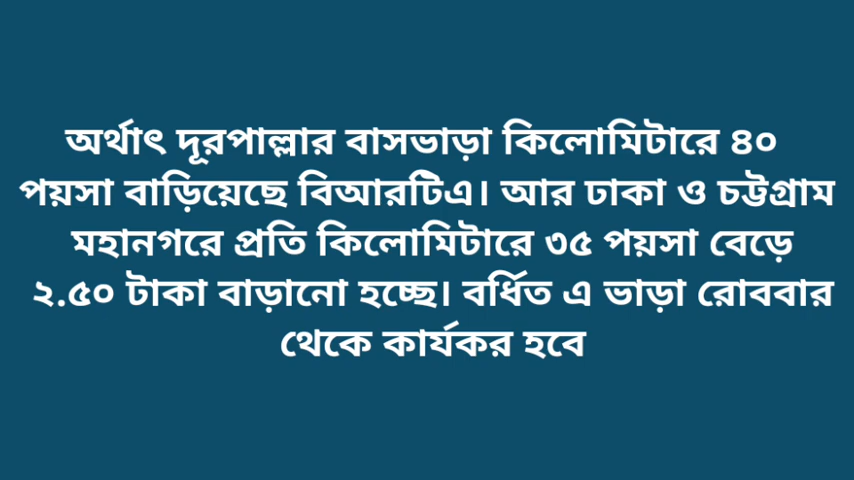 অর্থাৎ দূরপাল্লার বাসভাড়া কিলোমিটারে ৪০
পয়সা বাড়িয়েছে বিআরটিএ। আর ঢাকা ও চট্টগ্রাম
মহানগরে প্রতি কিলোমিটারে ৩৫ পয়সা বেড়ে
২.৫০ টাকা বাড়ানো হচ্ছে। বর্ধিত এ ভাড়া রোববার
থেকে কার্যকর হবে